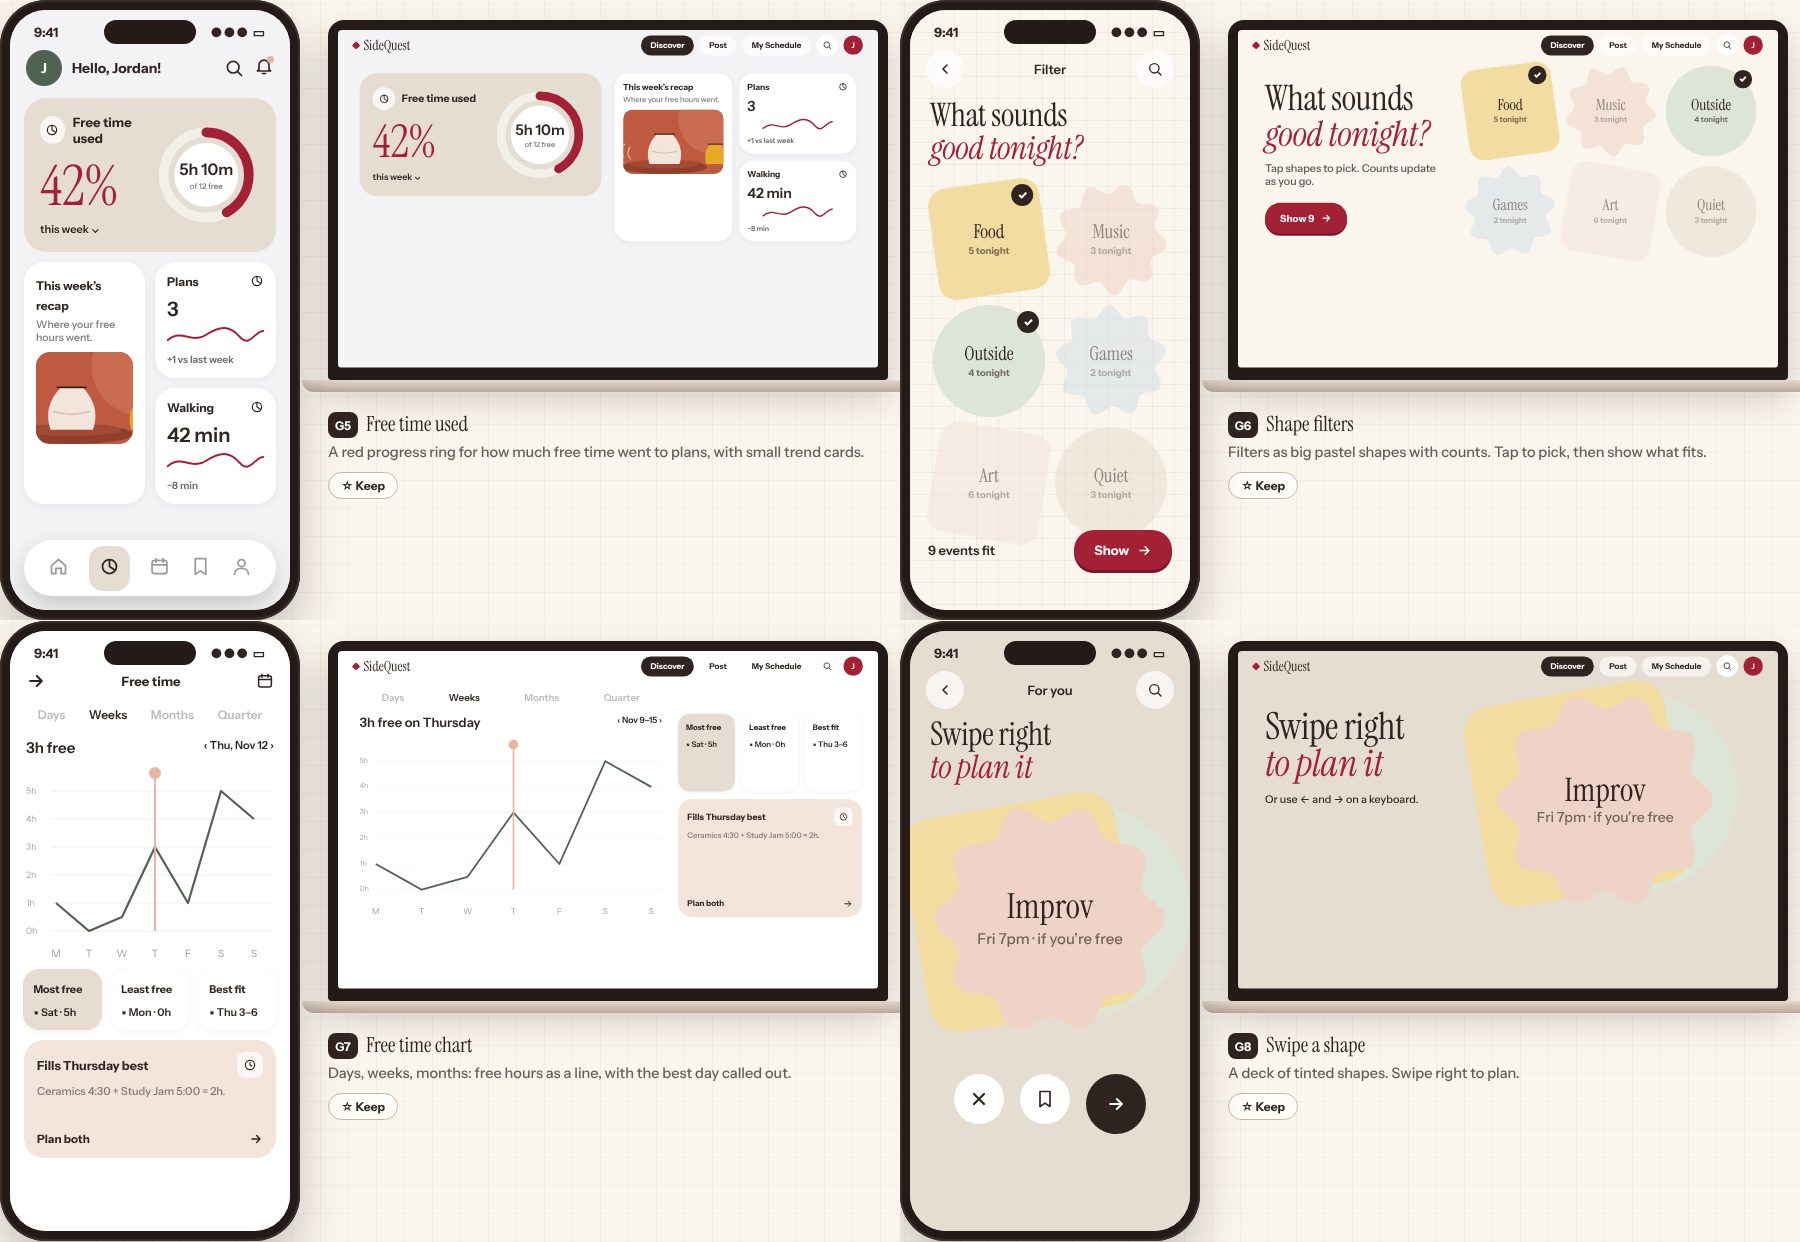 9:41
J
Hello, Jordan!
Free time
used
42%
this week
5h 10m
of 12 free
This week's
recap
Where your free
hours went.
Plans
3
+1 vs last week
Walking
42 min
−8 min
SideQuest
Discover
Post
My Schedule
J
Free time used
42%
this week
5h 10m
of 12 free
This week's recap
Where your free hours went.
Plans
3
+1 vs last week
Walking
42 min
−8 min
G5 Free time used
A red progress ring for how much free time went to plans, with small trend cards.
☆ Keep
9:41
Filter
What sounds
good tonight?
Food
5 tonight
Music
3 tonight
Outside
4 tonight
Games
2 tonight
Art
6 tonight
Quiet
3 tonight
9 events fit
Show →
SideQuest
Discover
Post
My Schedule
J
What sounds
good tonight?
Tap shapes to pick. Counts update
as you go.
Show 9 →
Food
5 tonight
Music
3 tonight
Outside
4 tonight
Games
2 tonight
Art
6 tonight
Quiet
3 tonight
G6 Shape filters
Filters as big pastel shapes with counts. Tap to pick, then show what fits.
☆ Keep
9:41
→ Free time
Days Weeks Months Quarter
3h free
‹ Thu, Nov 12 ›
5h
4h
3h
2h
1h
0h
M T W T F S S
Most free
▪ Sat · 5h
Least free
▪ Mon · 0h
Best fit
▪ Thu 3–6
Fills Thursday best
Ceramics 4:30 + Study Jam 5:00 = 2h.
Plan both →
SideQuest
Discover
Post
My Schedule
J
Days Weeks Months Quarter
3h free on Thursday
‹ Nov 9–15 ›
5h
4h
3h
2h
1h
0h
M T W T F S S
Most free
▪ Sat · 5h
Least free
▪ Mon · 0h
Best fit
▪ Thu 3–6
Fills Thursday best
Ceramics 4:30 + Study Jam 5:00 = 2h.
Plan both →
G7 Free time chart
Days, weeks, months: free hours as a line, with the best day called out.
☆ Keep
9:41
For you
Swipe right
to plan it
Improv
Fri 7pm · if you're free
SideQuest
Discover
Post
My Schedule
J
Swipe right
to plan it
Or use ← and → on a keyboard.
Improv
Fri 7pm · if you're free
G8 Swipe a shape
A deck of tinted shapes. Swipe right to plan.
☆ Keep